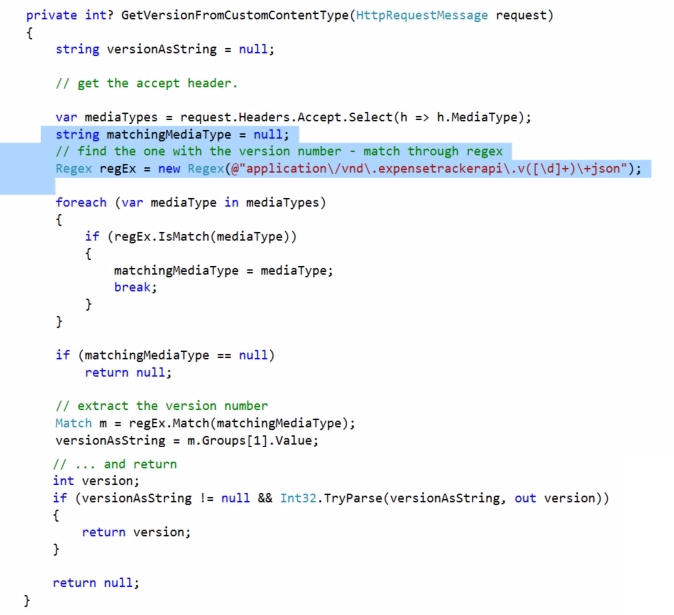 private int? GetVersionFromCustomContentType(HttpRequestMessage request)
{
string versionAsString = null;
// get the accept header.
var mediaTypes = request.Headers.Accept.Select(h => h.MediaType);
string matchingMediaType = null;
// find the one with the version number - match through regex
Regex regEx = new Regex(@"application\/vnd\.expensetrackerapi\.v([\d]+)\+json");
foreach (var mediaType in mediaTypes)
{
if (regEx.IsMatch(mediaType))
{
matchingMediaType = mediaType;
break;
}
}
if (matchingMediaType == null)
return null;
// extract the version number
Match m = regEx.Match(matchingMediaType);
versionAsString = m.Groups[1].Value;
// ... and return
int version;
if (versionAsString != null && Int32.TryParse(versionAsString, out version))
{
return version;
}
return null;
}